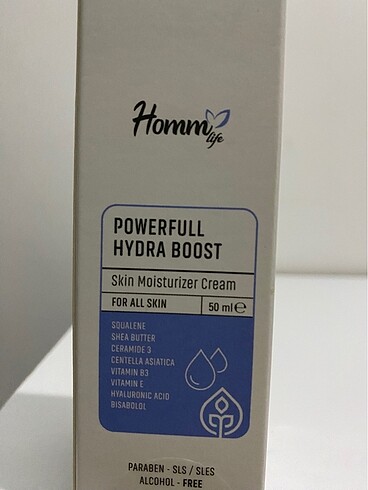 Homm
life
POWERFULL
HYDRA BOOST
Skin Moisturizer Cream
FOR ALL SKIN
50 ml ℮
SQUALENE
SHEA BUTTER
CERAMIDE 3
CENTELLA ASIATICA
VITAMIN B3
VITAMIN E
HYALURONIC ACID
BISABOLOL
PARABEN - SLS / SLES
ALCOHOL - FREE